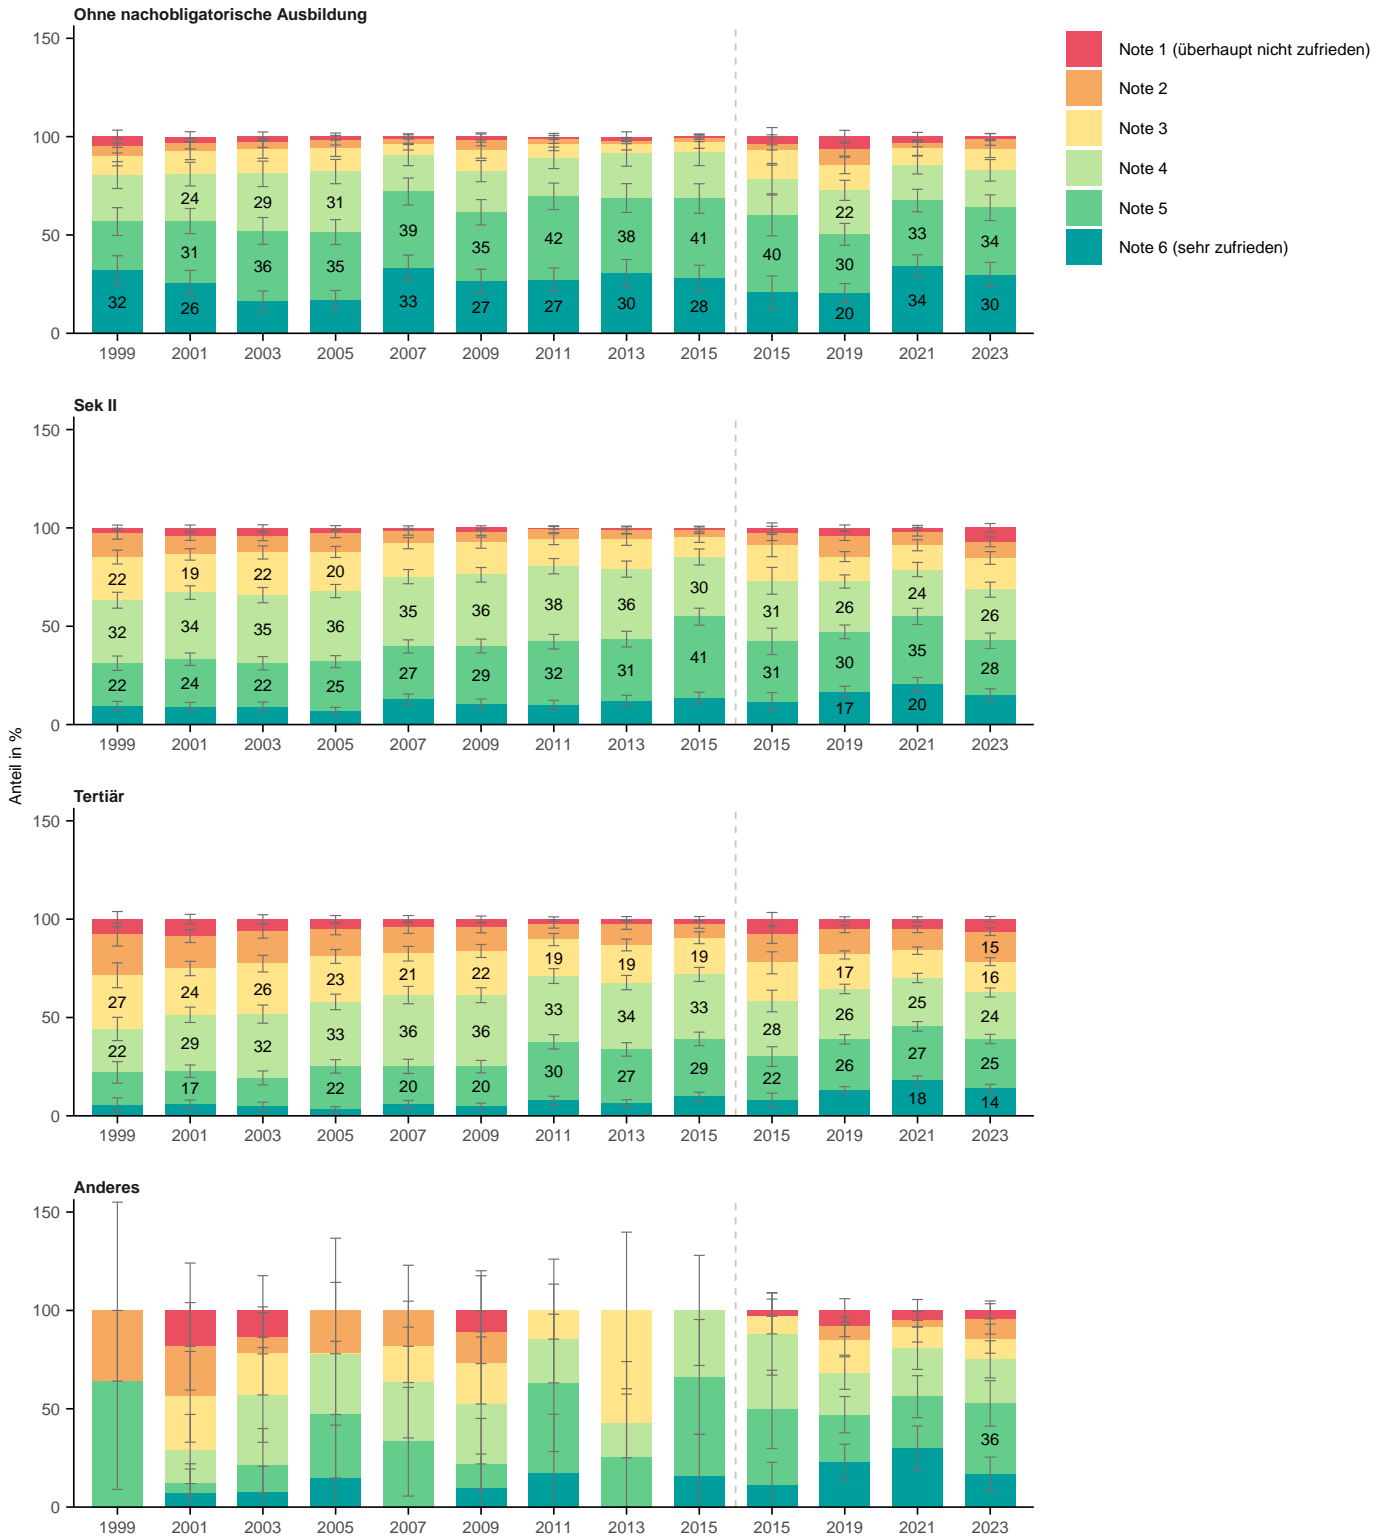 Ohne nachobligatorische Ausbildung
150
100
50
0
24 29 31 22
31 36 35 39 35 42 38 41 40 30 33 34
32 26 33 27 27 30 28 20 34 30
1999 2001 2003 2005 2007 2009 2011 2013 2015 2015 2019 2021 2023
Note 1 (überhaupt nicht zufrieden)
Note 2
Note 3
Note 4
Note 5
Note 6 (sehr zufrieden)
Anteil in %
Sek II
150
100
50
0
22 19 22 20
32 34 35 36 35 36 38 36 30 31 26 24 26
22 24 22 25 27 29 32 31 41 31 30 35 28
17 20
1999 2001 2003 2005 2007 2009 2011 2013 2015 2015 2019 2021 2023
Tertiär
150
100
50
0
15
27 24 26 23 21 22 19 19 19 17 16
22 29 32 33 36 36 33 34 33 28 26 25 24
17 22 20 20 30 27 29 22 26 27 25
18 14
1999 2001 2003 2005 2007 2009 2011 2013 2015 2015 2019 2021 2023
Anderes
150
100
50
0
36
1999 2001 2003 2005 2007 2009 2011 2013 2015 2015 2019 2021 2023